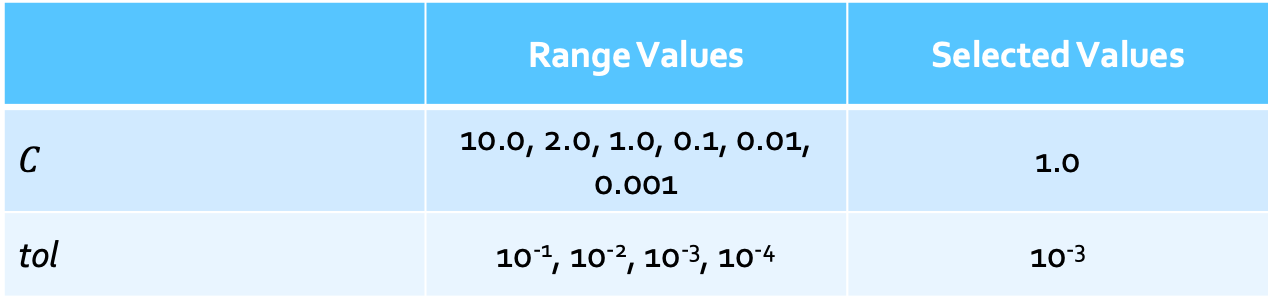 Range Values Selected Values
C 10.0, 2.0, 1.0, 0.1, 0.01, 1.0
0.001
tol 10⁻¹, 10⁻², 10⁻³, 10⁻⁴ 10⁻³